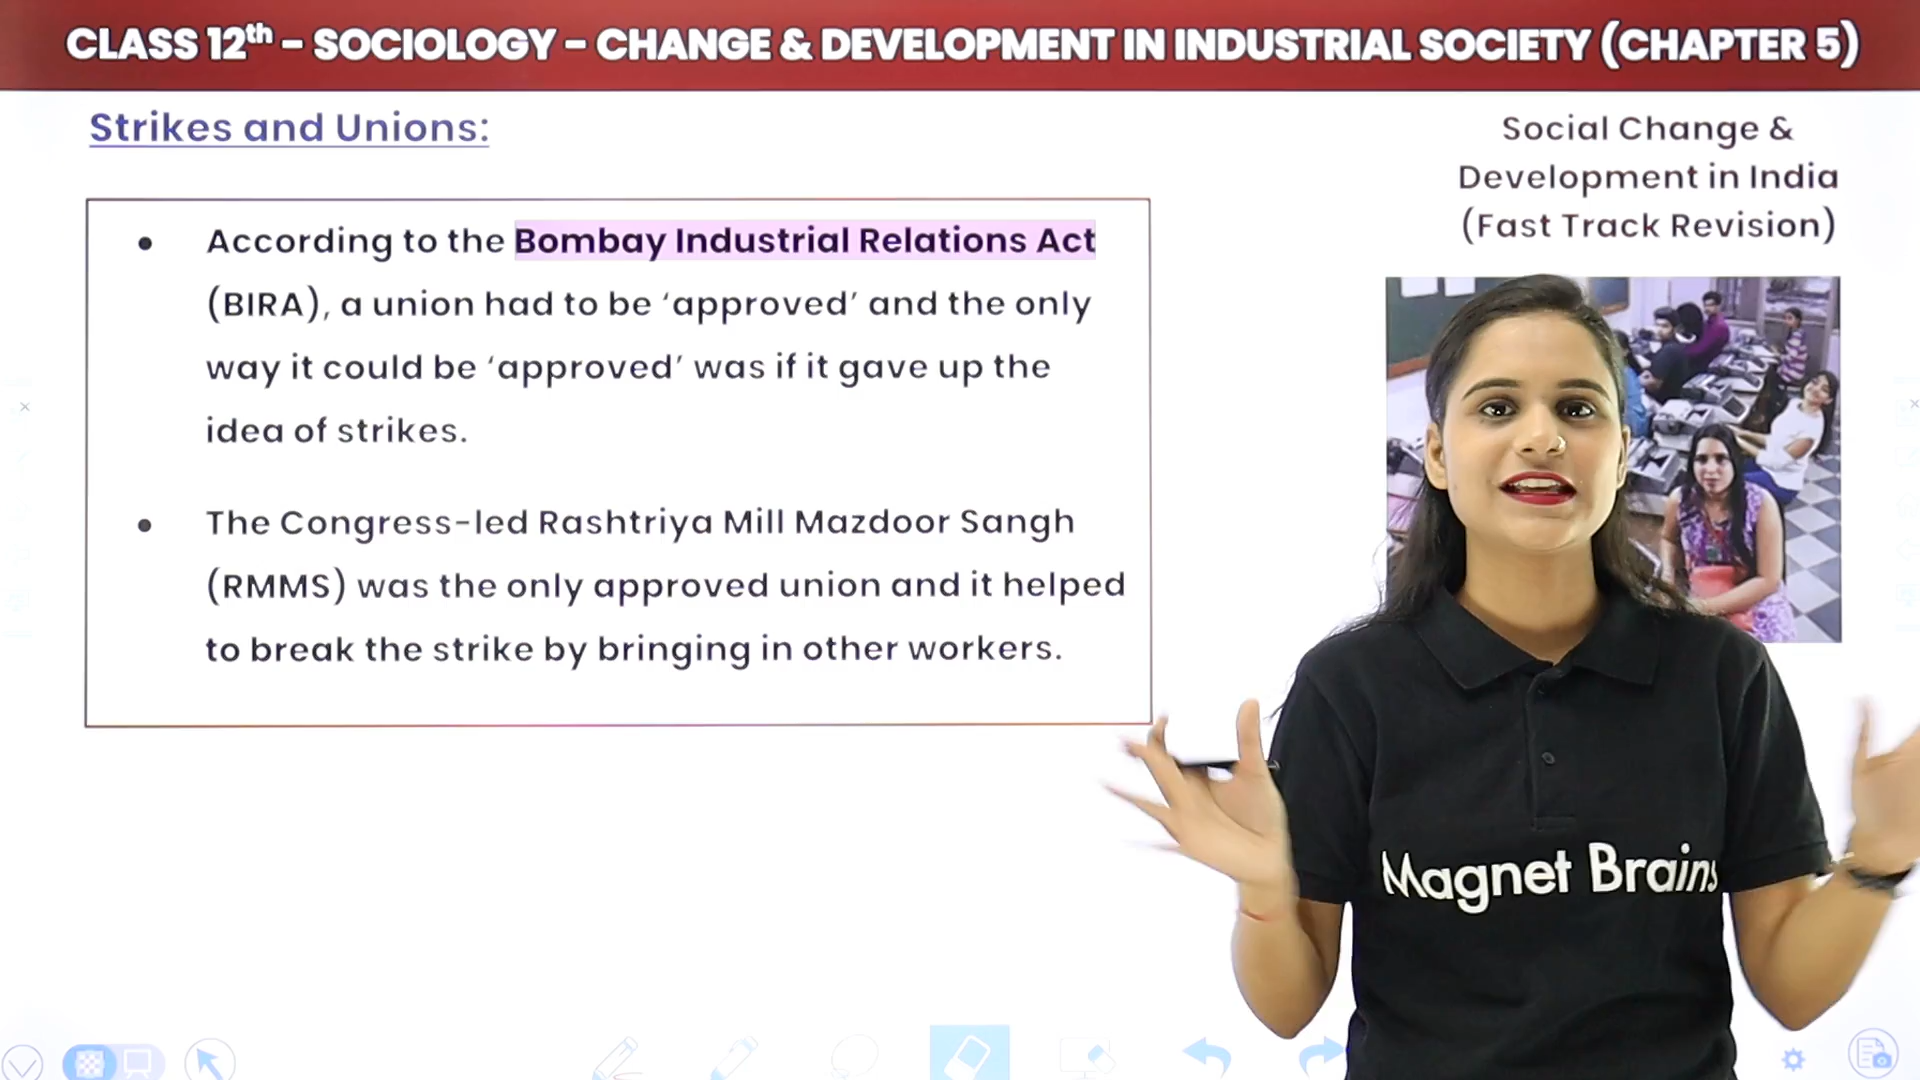 CLASS 12th - SOCIOLOGY - CHANGE & DEVELOPMENT IN INDUSTRIAL SOCIETY (CHAPTER 5)
Strikes and Unions:
• According to the Bombay Industrial Relations Act
(BIRA), a union had to be ‘approved’ and the only
way it could be ‘approved’ was if it gave up the
idea of strikes.
• The Congress-led Rashtriya Mill Mazdoor Sangh
(RMMS) was the only approved union and it helped
to break the strike by bringing in other workers.
Social Change &
Development in India
(Fast Track Revision)
Magnet Brains